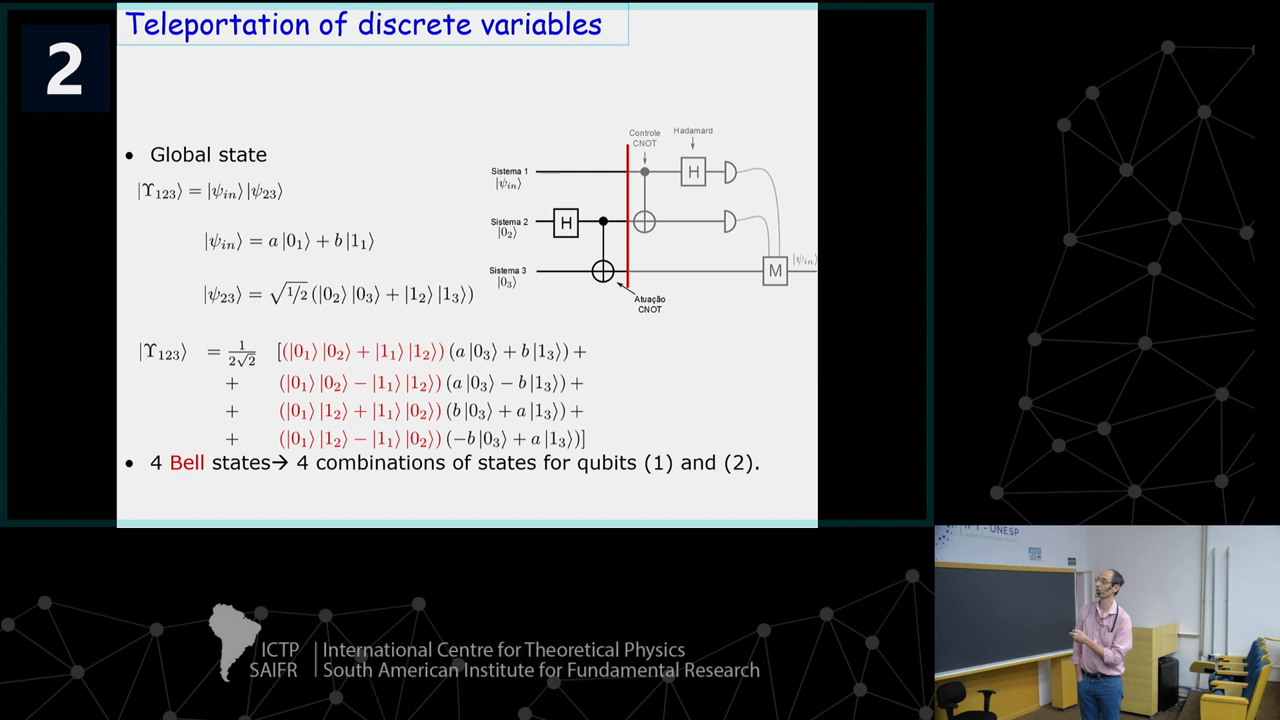 2
Teleportation of discrete variables
• Global state
|ϒ₁₂₃⟩ = |ψᵢₙ⟩ |ψ₂₃⟩
|ψᵢₙ⟩ = a |0₁⟩ + b |1₁⟩
|ψ₂₃⟩ = √1/2 (|0₂⟩ |0₃⟩ + |1₂⟩ |1₃⟩)
Controle
CNOT
Hadamard
Sistema 1
|ψᵢₙ⟩
H
Sistema 2
|0₂⟩
H
Sistema 3
|0₃⟩
M
|ψᵢₙ⟩
Atuação
CNOT
|ϒ₁₂₃⟩ = 1/2√2 [(|0₁⟩ |0₂⟩ + |1₁⟩ |1₂⟩) (a |0₃⟩ + b |1₃⟩) +
+ (|0₁⟩ |0₂⟩ − |1₁⟩ |1₂⟩) (a |0₃⟩ − b |1₃⟩) +
+ (|0₁⟩ |1₂⟩ + |1₁⟩ |0₂⟩) (b |0₃⟩ + a |1₃⟩) +
+ (|0₁⟩ |1₂⟩ − |1₁⟩ |0₂⟩) (−b |0₃⟩ + a |1₃⟩)]
• 4 Bell states→ 4 combinations of states for qubits (1) and (2).
UNESP
ICTP
SAIFR
International Centre for Theoretical Physics
South American Institute for Fundamental Research